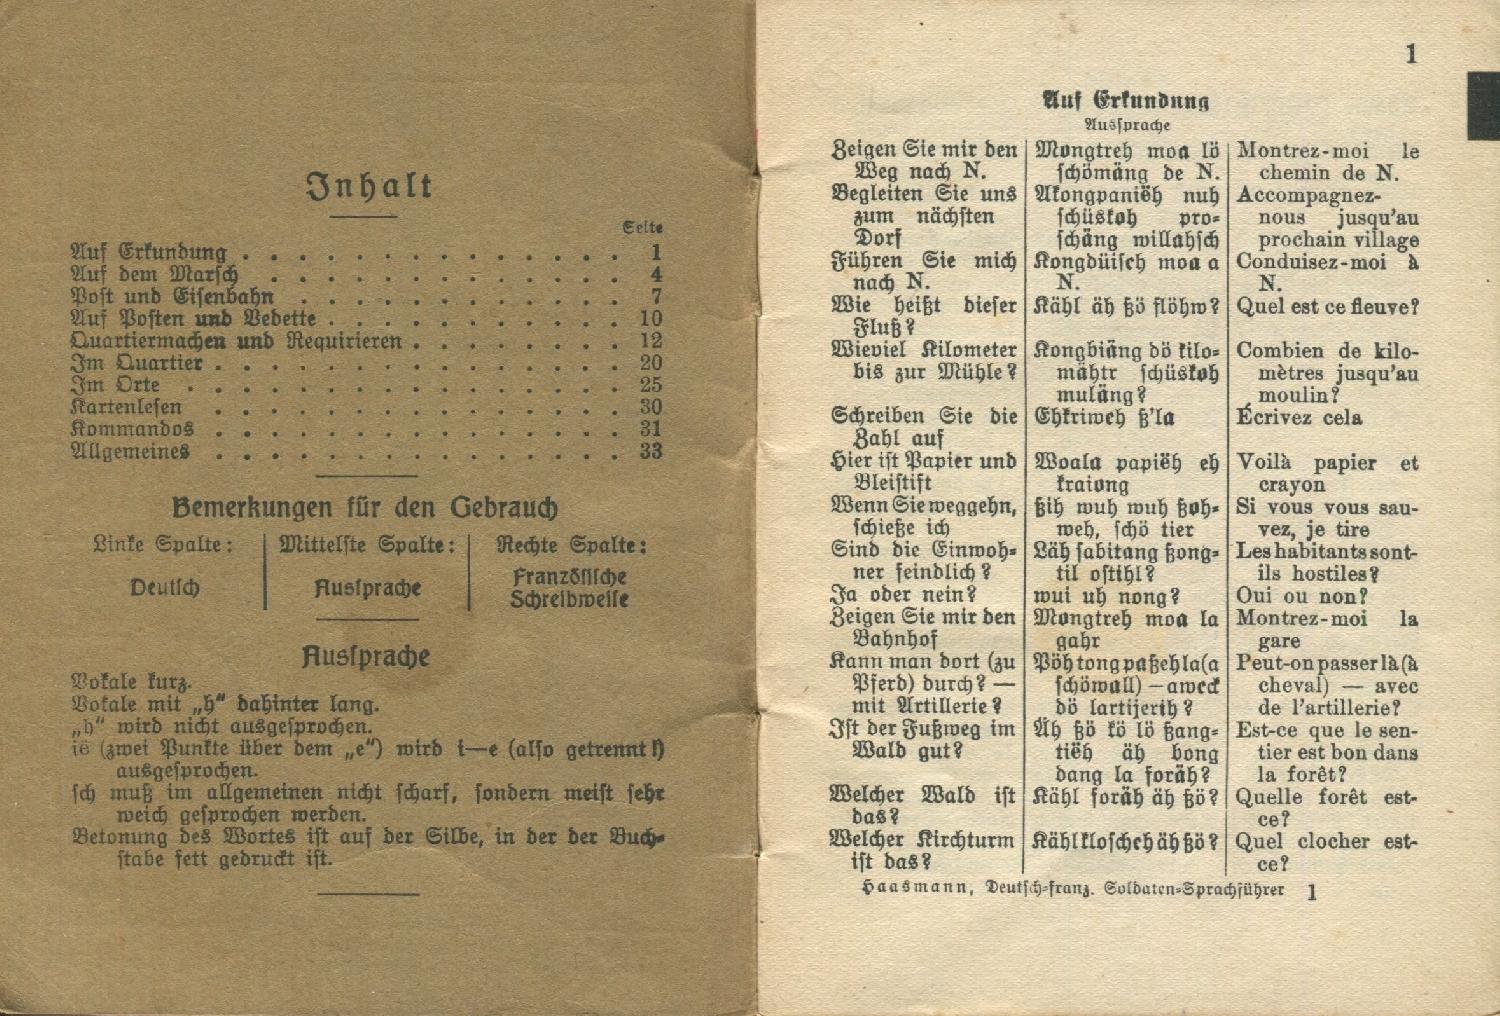 Inhalt
Seite
Auf Erkundung . . . . . . . . . . . . . . 1
Auf dem Marsch . . . . . . . . . . . . . 4
Post und Eisenbahn . . . . . . . . . . . . 7
Auf Posten und Vedette . . . . . . . . . . . 10
Quartiermachen und Requirieren . . . . . . . . 12
Im Quartier . . . . . . . . . . . . . . . 20
Im Orte . . . . . . . . . . . . . . . . 25
Kartenlesen . . . . . . . . . . . . . . . 30
Kommandos . . . . . . . . . . . . . . . 31
Allgemeines . . . . . . . . . . . . . . . 33
Bemerkungen für den Gebrauch
Linke Spalte: Mittelste Spalte: Rechte Spalte:
Deutsch Aussprache Französische
Schreibweise
Aussprache
Vokale kurz.
Vokale mit „h“ dahinter lang.
„h“ wird nicht ausgesprochen.
ië (zwei Punkte über dem „e“) wird i—e (also getrennt!)
ausgesprochen.
sch muß im allgemeinen nicht scharf, sondern meist sehr
weich gesprochen werden.
Betonung des Wortes ist auf der Silbe, in der der Buch-
stabe fett gedruckt ist.
1
Auf Erkundung
Aussprache
Zeigen Sie mir den
Weg nach N.
Begleiten Sie uns
zum nächsten
Dorf
Führen Sie mich
nach N.
Wie heißt dieser
Fluß?
Wieviel Kilometer
bis zur Mühle?
Schreiben Sie die
Zahl auf
Hier ist Papier und
Bleistift
Wenn Sie weggehn,
schieße ich
Sind die Einwoh-
ner feindlich?
Ja oder nein?
Zeigen Sie mir den
Bahnhof
Kann man dort (zu
Pferd) durch? —
mit Artillerie?
Ist der Fußweg im
Wald gut?
Welcher Wald ist
das?
Welcher Kirchturm
ist das?
Mongtreh moa lö
schömäng de N.
Akongpaniëh nuh
schüskoh pro-
schäng willahsch
Kongdüiseh moa a
N.
Kähl äh ßö flöhw?
Kongbiäng dö kilo-
mähtr schüskoh
muläng?
Ehkriweh ß'la
Woala papiëh eh
kraiong
ßih wuh wuh ßoh-
weh, schö tier
Läh sabitang ßong-
til ostihl?
wui uh nong?
Mongtreh moa la
gahr
Pöh tong paßeh la (a
schöwall) — aweck
dö lartijerih?
Äh ßö kö lö ßang-
tiëh äh bong
dang la foräh?
Kähl foräh äh ßö?
Kähl kloscheh äh ßö?
Montrez-moi le
chemin de N.
Accompagnez-
nous jusqu'au
prochain village
Conduisez-moi à
N.
Quel est ce fleuve?
Combien de kilo-
mètres jusqu'au
moulin?
Écrivez cela
Voilà papier et
crayon
Si vous vous sau-
vez, je tire
Les habitants sont-
ils hostiles?
Oui ou non?
Montrez-moi la
gare
Peut-on passer là (à
cheval) — avec
de l'artillerie?
Est-ce que le sen-
tier est bon dans
la forêt?
Quelle forêt est-
ce?
Quel clocher est-
ce?
Haasmann, Deutsch-franz. Soldaten-Sprachführer 1